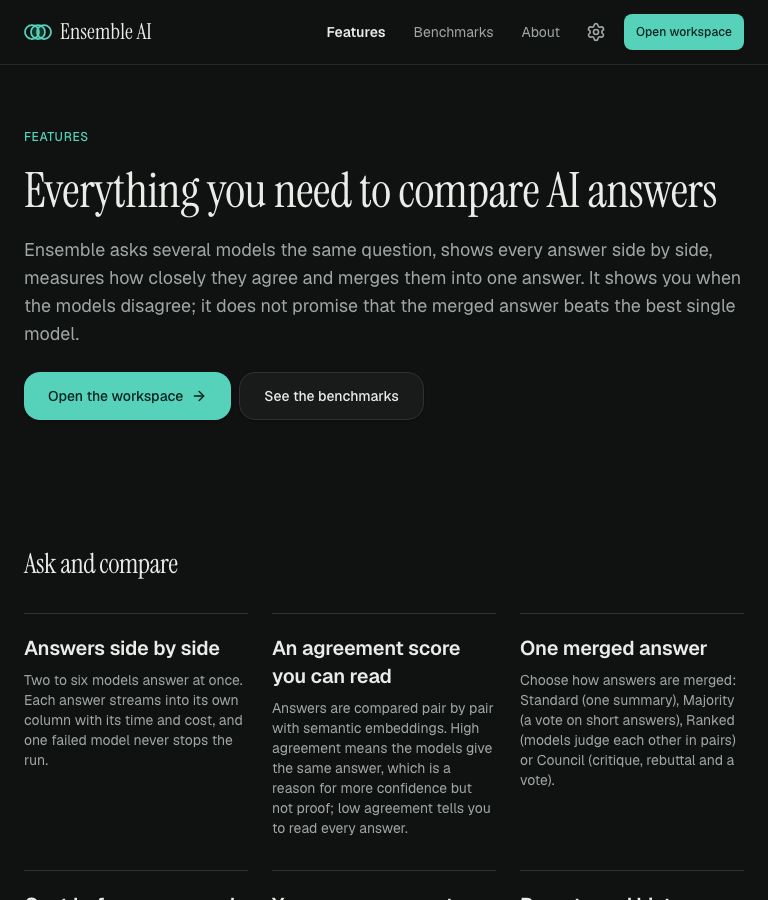 Ensemble AI
Features
Benchmarks
About
Open workspace
FEATURES
Everything you need to compare AI answers
Ensemble asks several models the same question, shows every answer side by side,
measures how closely they agree and merges them into one answer. It shows you when
the models disagree; it does not promise that the merged answer beats the best single
model.
Open the workspace
See the benchmarks
Ask and compare
Answers side by side
Two to six models answer at once.
Each answer streams into its own
column with its time and cost, and
one failed model never stops the
run.
An agreement score
you can read
Answers are compared pair by pair
with semantic embeddings. High
agreement means the models give
the same answer, which is a
reason for more confidence but
not proof; low agreement tells you
to read every answer.
One merged answer
Choose how answers are merged:
Standard (one summary), Majority
(a vote on short answers), Ranked
(models judge each other in pairs)
or Council (critique, rebuttal and a
vote).